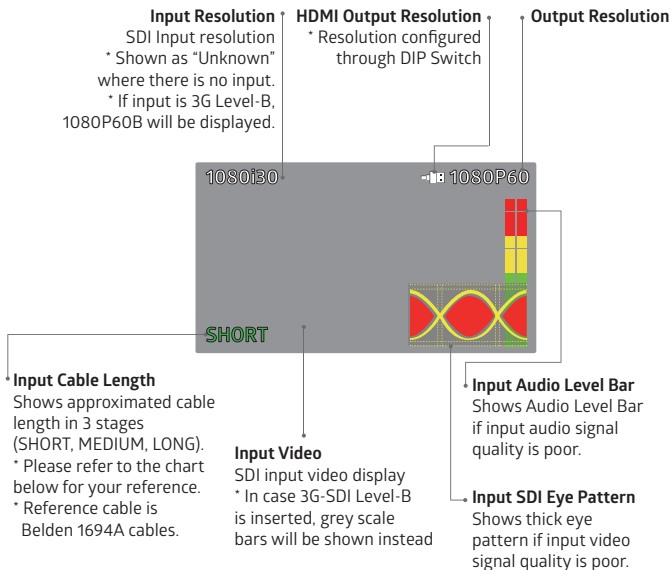 Input Resolution
SDI Input resolution
* Shown as “Unknown”
where there is no input.
* If input is 3G Level-B,
1080P60B will be displayed.
HDMI Output Resolution
* Resolution configured
through DIP Switch
Output Resolution
1080i30
1080P60
SHORT
Input Cable Length
Shows approximated cable
length in 3 stages
(SHORT, MEDIUM, LONG).
* Please refer to the chart
below for your reference.
* Reference cable is
Belden 1694A cables.
Input Video
SDI input video display
* In case 3G-SDI Level-B
is inserted, grey scale
bars will be shown instead
Input Audio Level Bar
Shows Audio Level Bar
if input audio signal
quality is poor.
Input SDI Eye Pattern
Shows thick eye
pattern if input video
signal quality is poor.